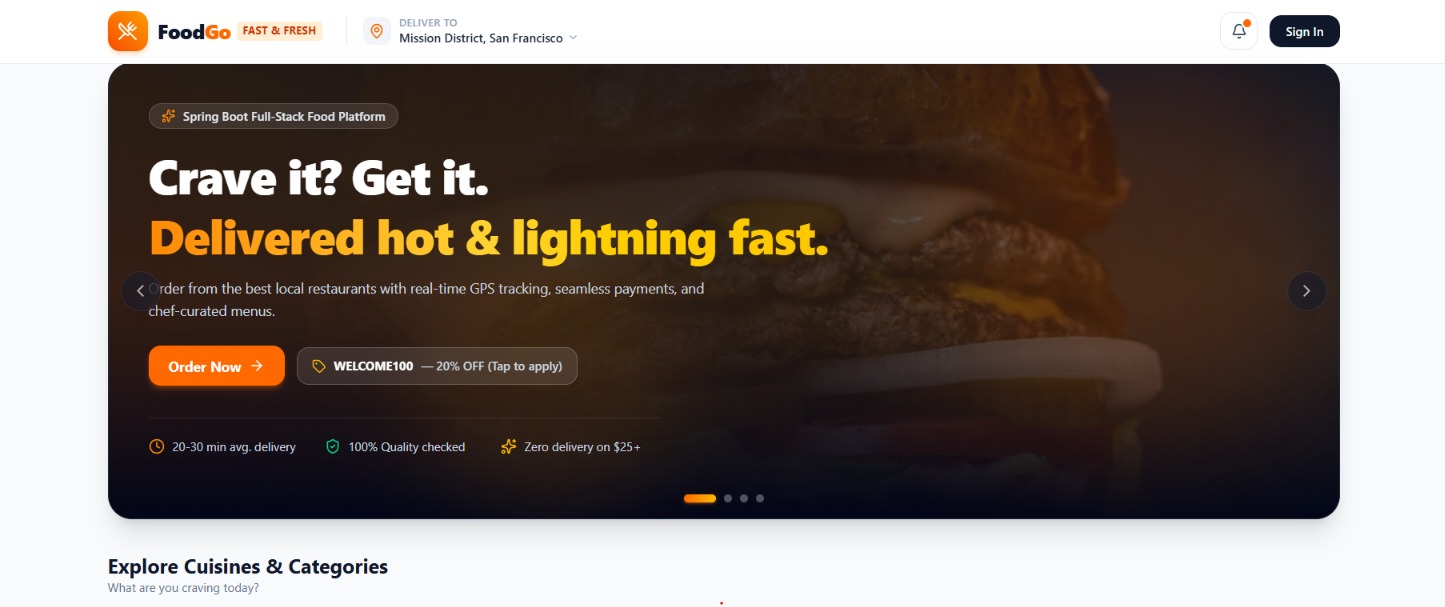 FoodGo FAST & FRESH
DELIVER TO
Mission District, San Francisco
Sign In
Spring Boot Full-Stack Food Platform
Crave it? Get it.
Delivered hot & lightning fast.
Order from the best local restaurants with real-time GPS tracking, seamless payments, and
chef-curated menus.
Order Now
WELCOME100 — 20% OFF (Tap to apply)
20-30 min avg. delivery
100% Quality checked
Zero delivery on $25+
Explore Cuisines & Categories
What are you craving today?